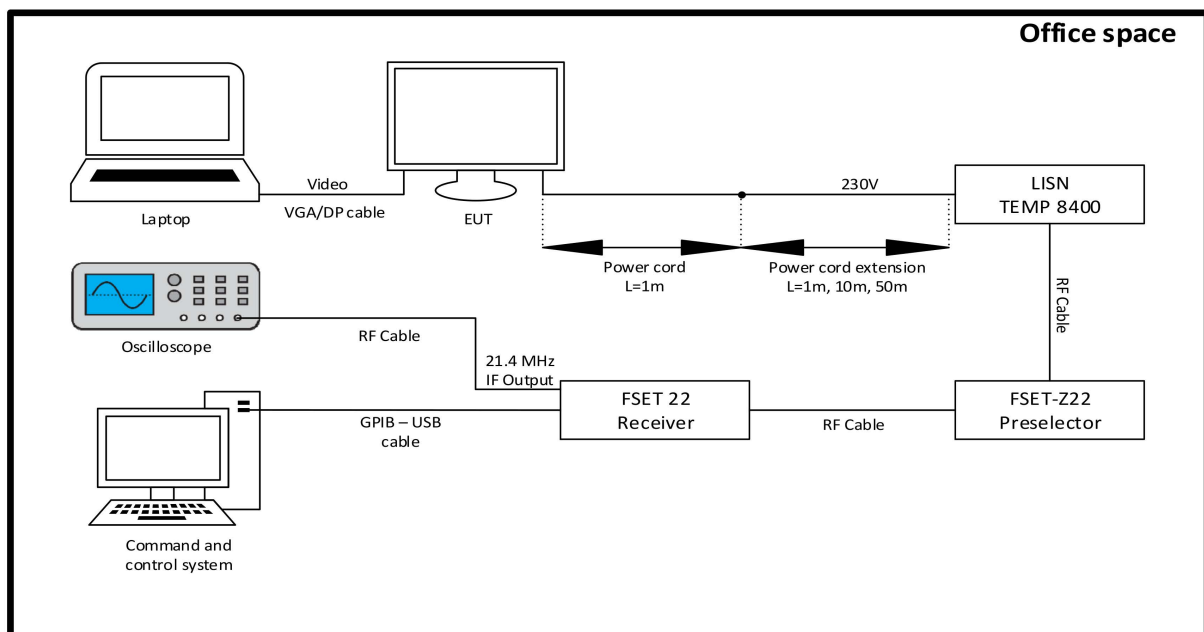 Office space
Video
VGA/DP cable
Laptop
EUT
230V
LISN
TEMP 8400
Power cord
L=1m
Power cord extension
L=1m, 10m, 50m
RF Cable
Oscilloscope
RF Cable
21.4 MHz
IF Output
FSET 22
Receiver
RF Cable
FSET-Z22
Preselector
GPIB – USB
cable
Command and
control system